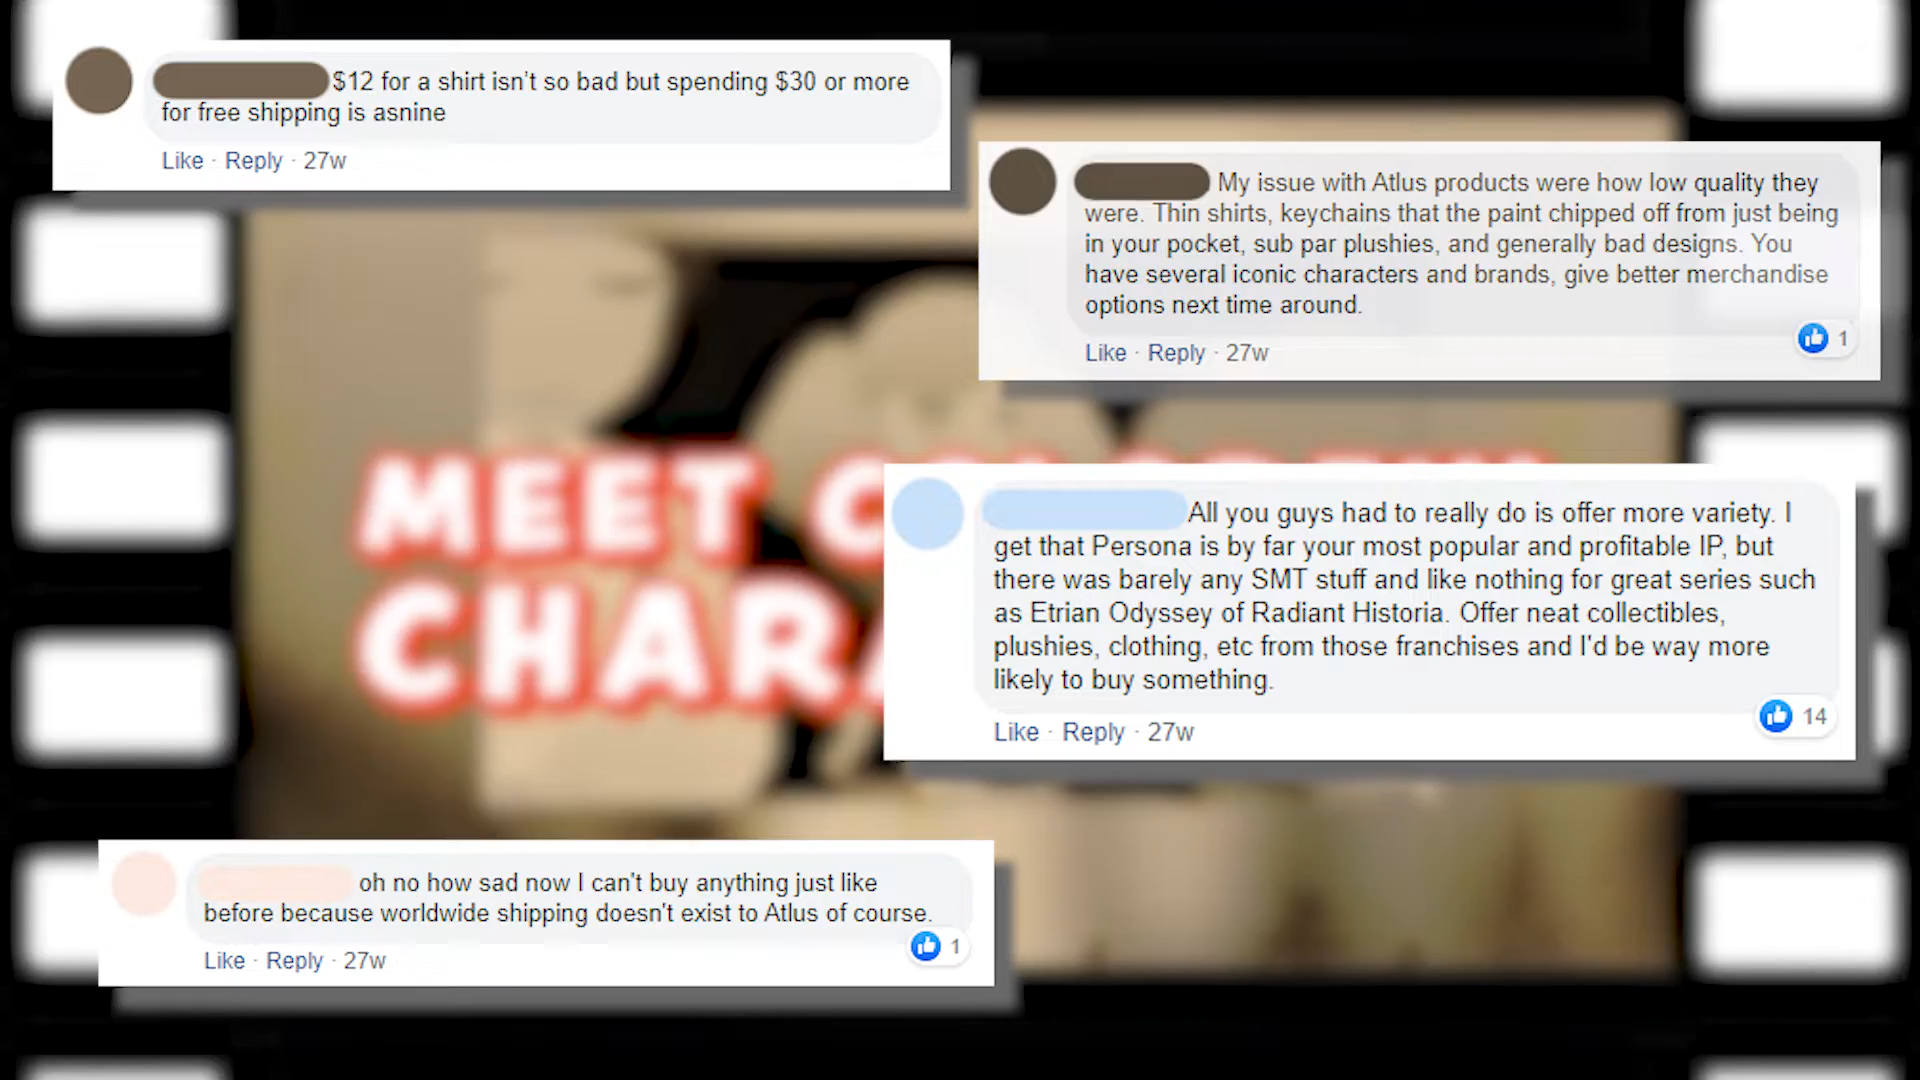 $12 for a shirt isn't so bad but spending $30 or more
for free shipping is asnine
Like · Reply · 27w
My issue with Atlus products were how low quality they
were. Thin shirts, keychains that the paint chipped off from just being
in your pocket, sub par plushies, and generally bad designs. You
have several iconic characters and brands, give better merchandise
options next time around.
1
Like · Reply · 27w
MEET
CHARA
All you guys had to really do is offer more variety. I
get that Persona is by far your most popular and profitable IP, but
there was barely any SMT stuff and like nothing for great series such
as Etrian Odyssey of Radiant Historia. Offer neat collectibles,
plushies, clothing, etc from those franchises and I'd be way more
likely to buy something.
14
Like · Reply · 27w
oh no how sad now I can't buy anything just like
before because worldwide shipping doesn't exist to Atlus of course.
1
Like · Reply · 27w